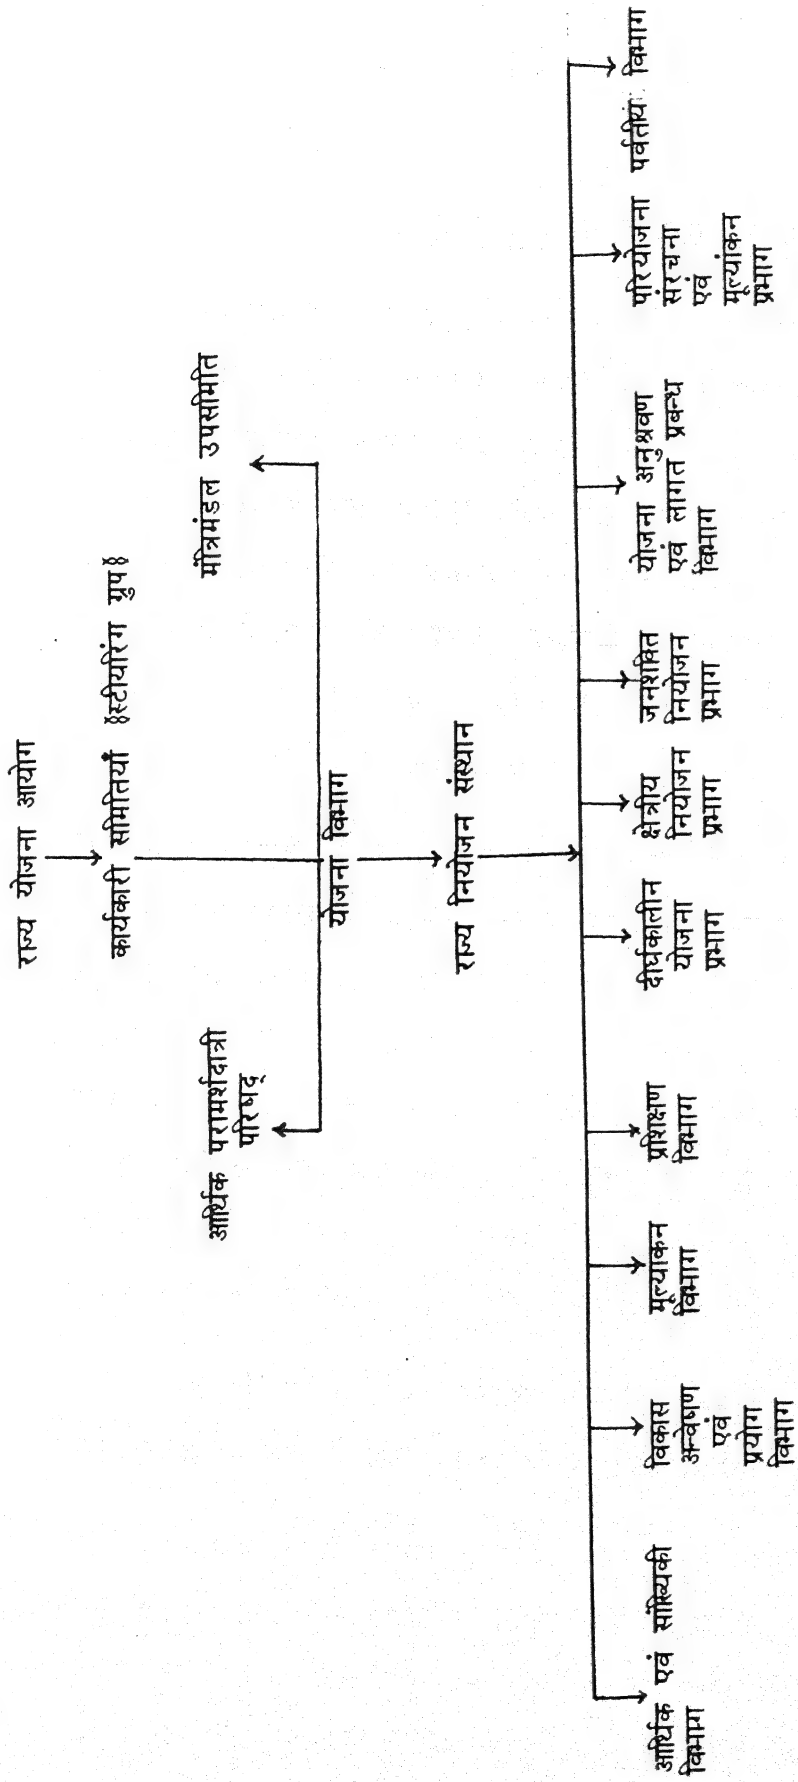 राज्य योजना आयोग
कार्यकारी समितियाँ ॰स्टीयरिंग ग्रुप॰
आर्थिक परामर्शदात्री
परिषद्
मंत्रिमंडल उपसमिति
योजना विभाग
राज्य नियोजन संस्थान
आर्थिक एवं सांख्यिकी
विभाग
विकास
अन्वेषण
एवं
प्रयोग
विभाग
मूल्यांकन
विभाग
प्रशिक्षण
विभाग
दीर्घकालीन
योजना
प्रभाग
क्षेत्रीय
नियोजन
प्रभाग
जनशक्ति
नियोजन
प्रभाग
योजना अनुश्रवण
एवं लागत प्रबन्ध
विभाग
परियोजना
संरचना
एवं
मूल्यांकन
प्रभाग
पर्वतीय विभाग